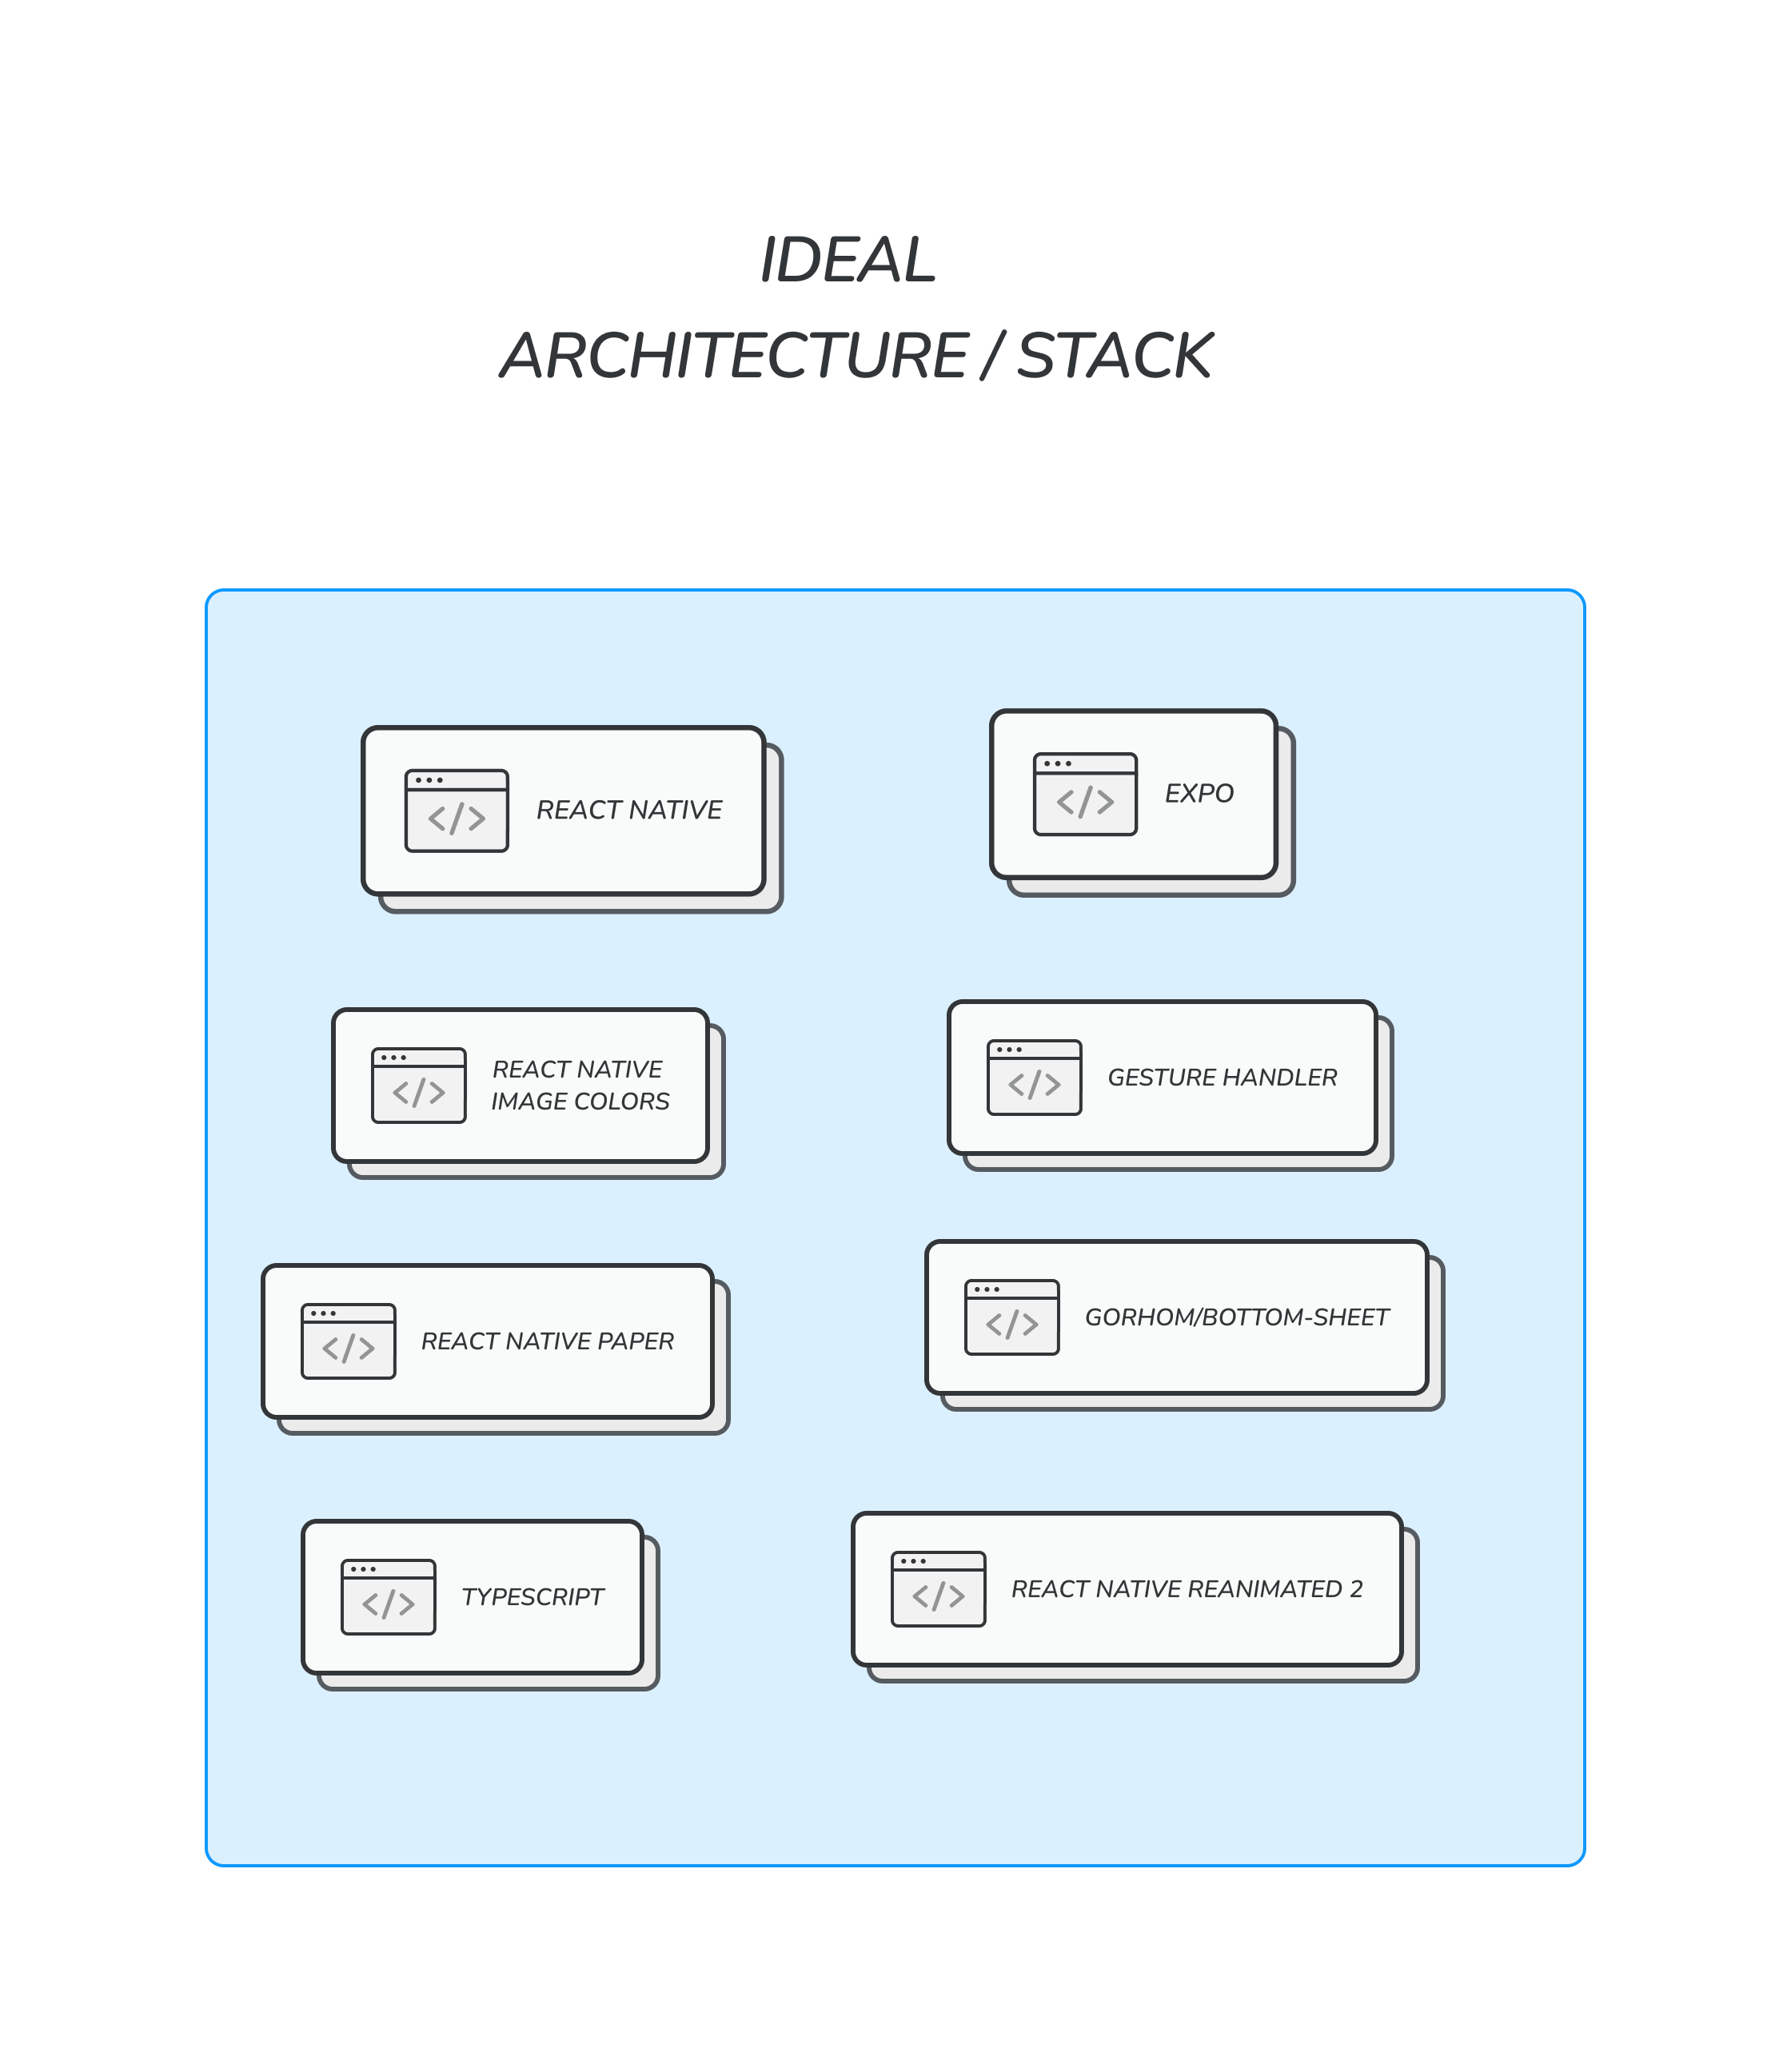 IDEAL
ARCHITECTURE / STACK
REACT NATIVE
EXPO
REACT NATIVE
IMAGE COLORS
GESTURE HANDLER
REACT NATIVE PAPER
GORHOM/BOTTOM-SHEET
TYPESCRIPT
REACT NATIVE REANIMATED 2